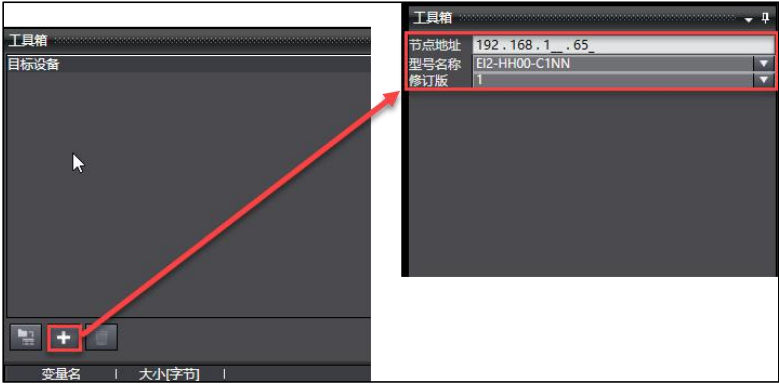 工具箱
目标设备
变量名 | 大小[字节] |
工具箱
节点地址 192.168.1__.65_
型号名称 EI2-HH00-C1NN
修订版 1